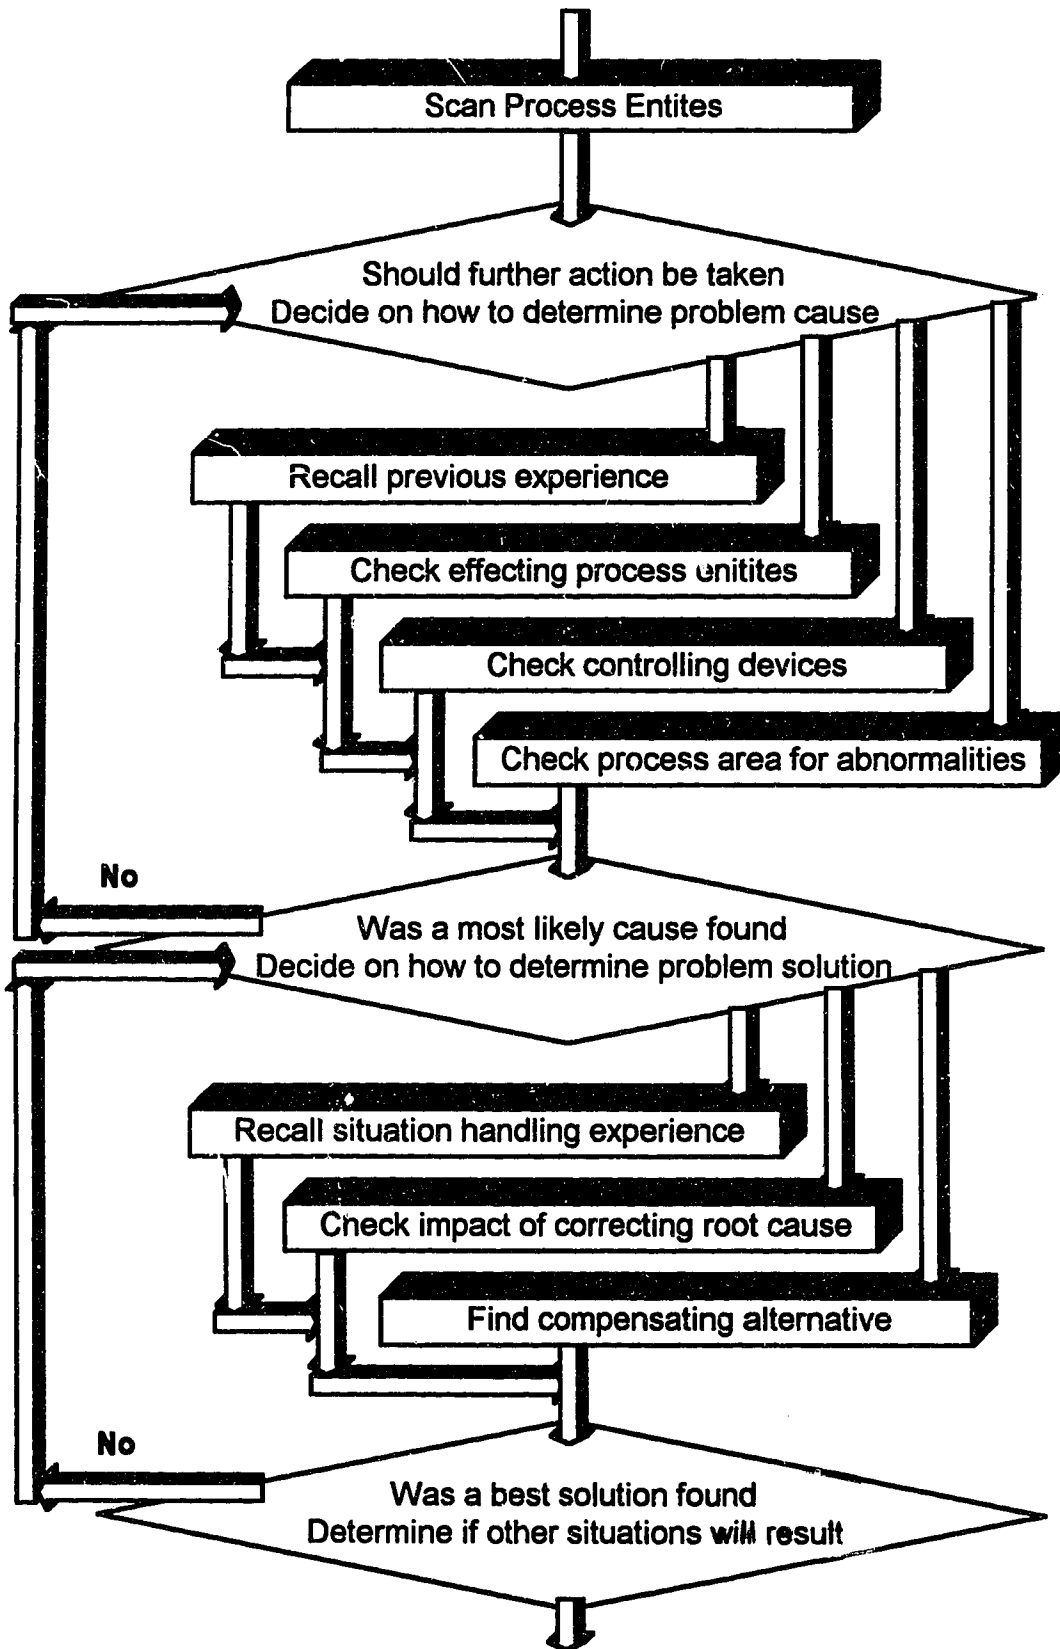 Scan Process Entites
Should further action be taken
Decide on how to determine problem cause
Recall previous experience
Check effecting process unitites
Check controlling devices
Check process area for abnormalities
No
Was a most likely cause found
Decide on how to determine problem solution
Recall situation handling experience
Check impact of correcting root cause
Find compensating alternative
No
Was a best solution found
Determine if other situations will result